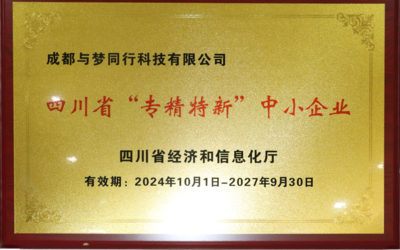 成都与梦同行科技有限公司
四川省“专精特新”中小企业
四川省经济和信息化厅
有效期：2024年10月1日-2027年9月30日